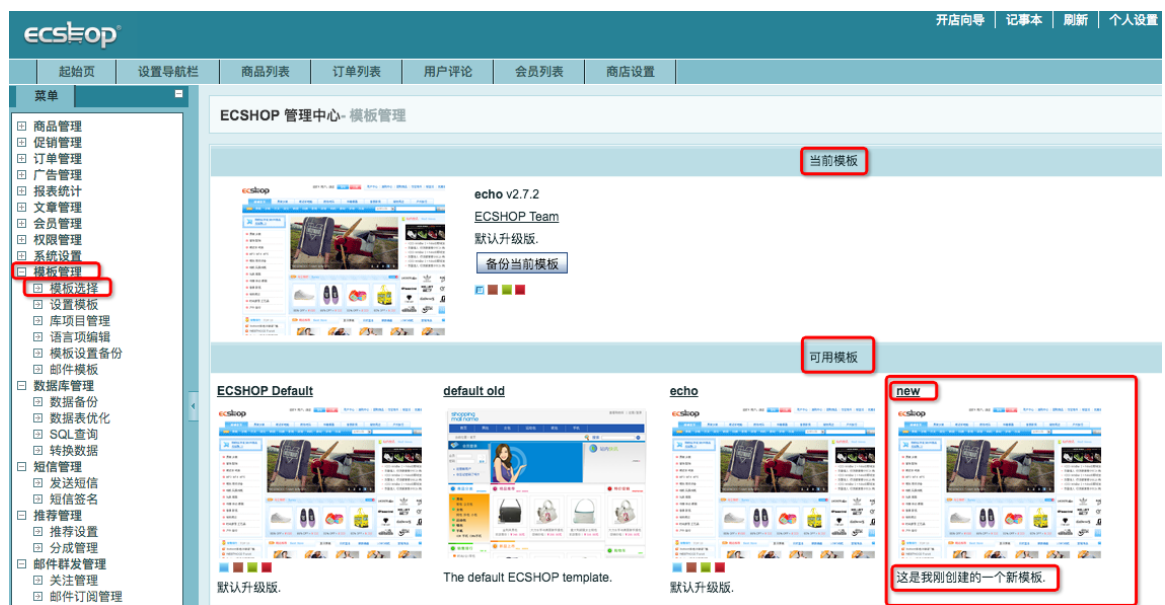 开店向导 记事本 刷新 个人设置
ecshop
起始页 设置导航栏 商品列表 订单列表 用户评论 会员列表 商店设置
菜单
商品管理
促销管理
订单管理
广告管理
报表统计
文章管理
会员管理
权限管理
系统设置
模板管理
模板选择
设置模板
库项目管理
语言项编辑
模板设置备份
邮件模板
数据库管理
数据备份
数据表优化
SQL 查询
转换数据
短信管理
发送短信
短信签名
推荐管理
推荐设置
分成管理
邮件群发管理
关注管理
邮件订阅管理
ECSHOP 管理中心- 模板管理
当前模板
echo v2.7.2
ECSHOP Team
默认升级版.
备份当前模板
可用模板
ECSHOP Default
默认升级版.
default old
The default ECSHOP template.
echo
默认升级版.
new
这是我刚创建的一个新模板.